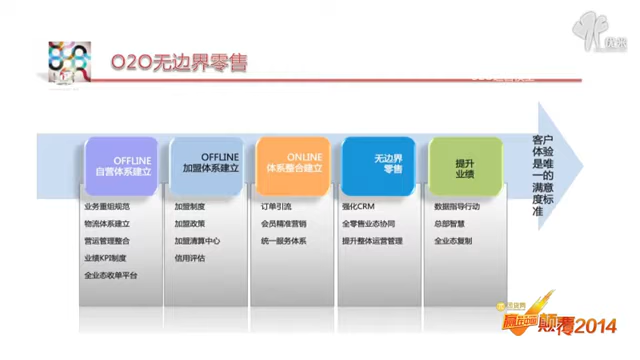 O2O无边界零售
OFFLINE
自营体系建立
业务重组规范
物流体系建立
营运管理整合
业绩KPI制度
全业态收单平台
OFFLINE
加盟体系建立
加盟制度
加盟政策
加盟清算中心
信用评估
ONLINE
体系整合建立
订单引流
会员精准营销
统一服务体系
无边界
零售
强化CRM
全零售业态协同
提升整体运营管理
提升
业绩
数据指导行动
总部智慧
全业态复制
客户
体验
是唯
一的
满意
度标
准
优米
2014